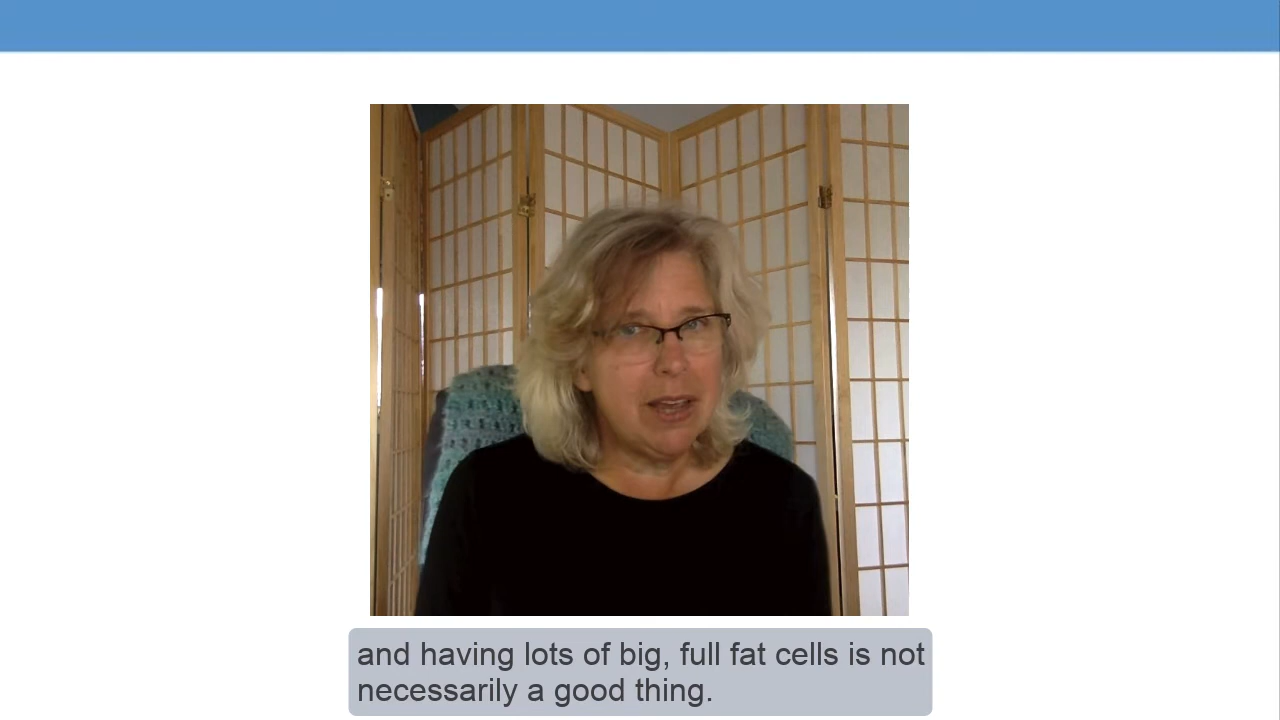 and having lots of big, full fat cells is not
necessarily a good thing.